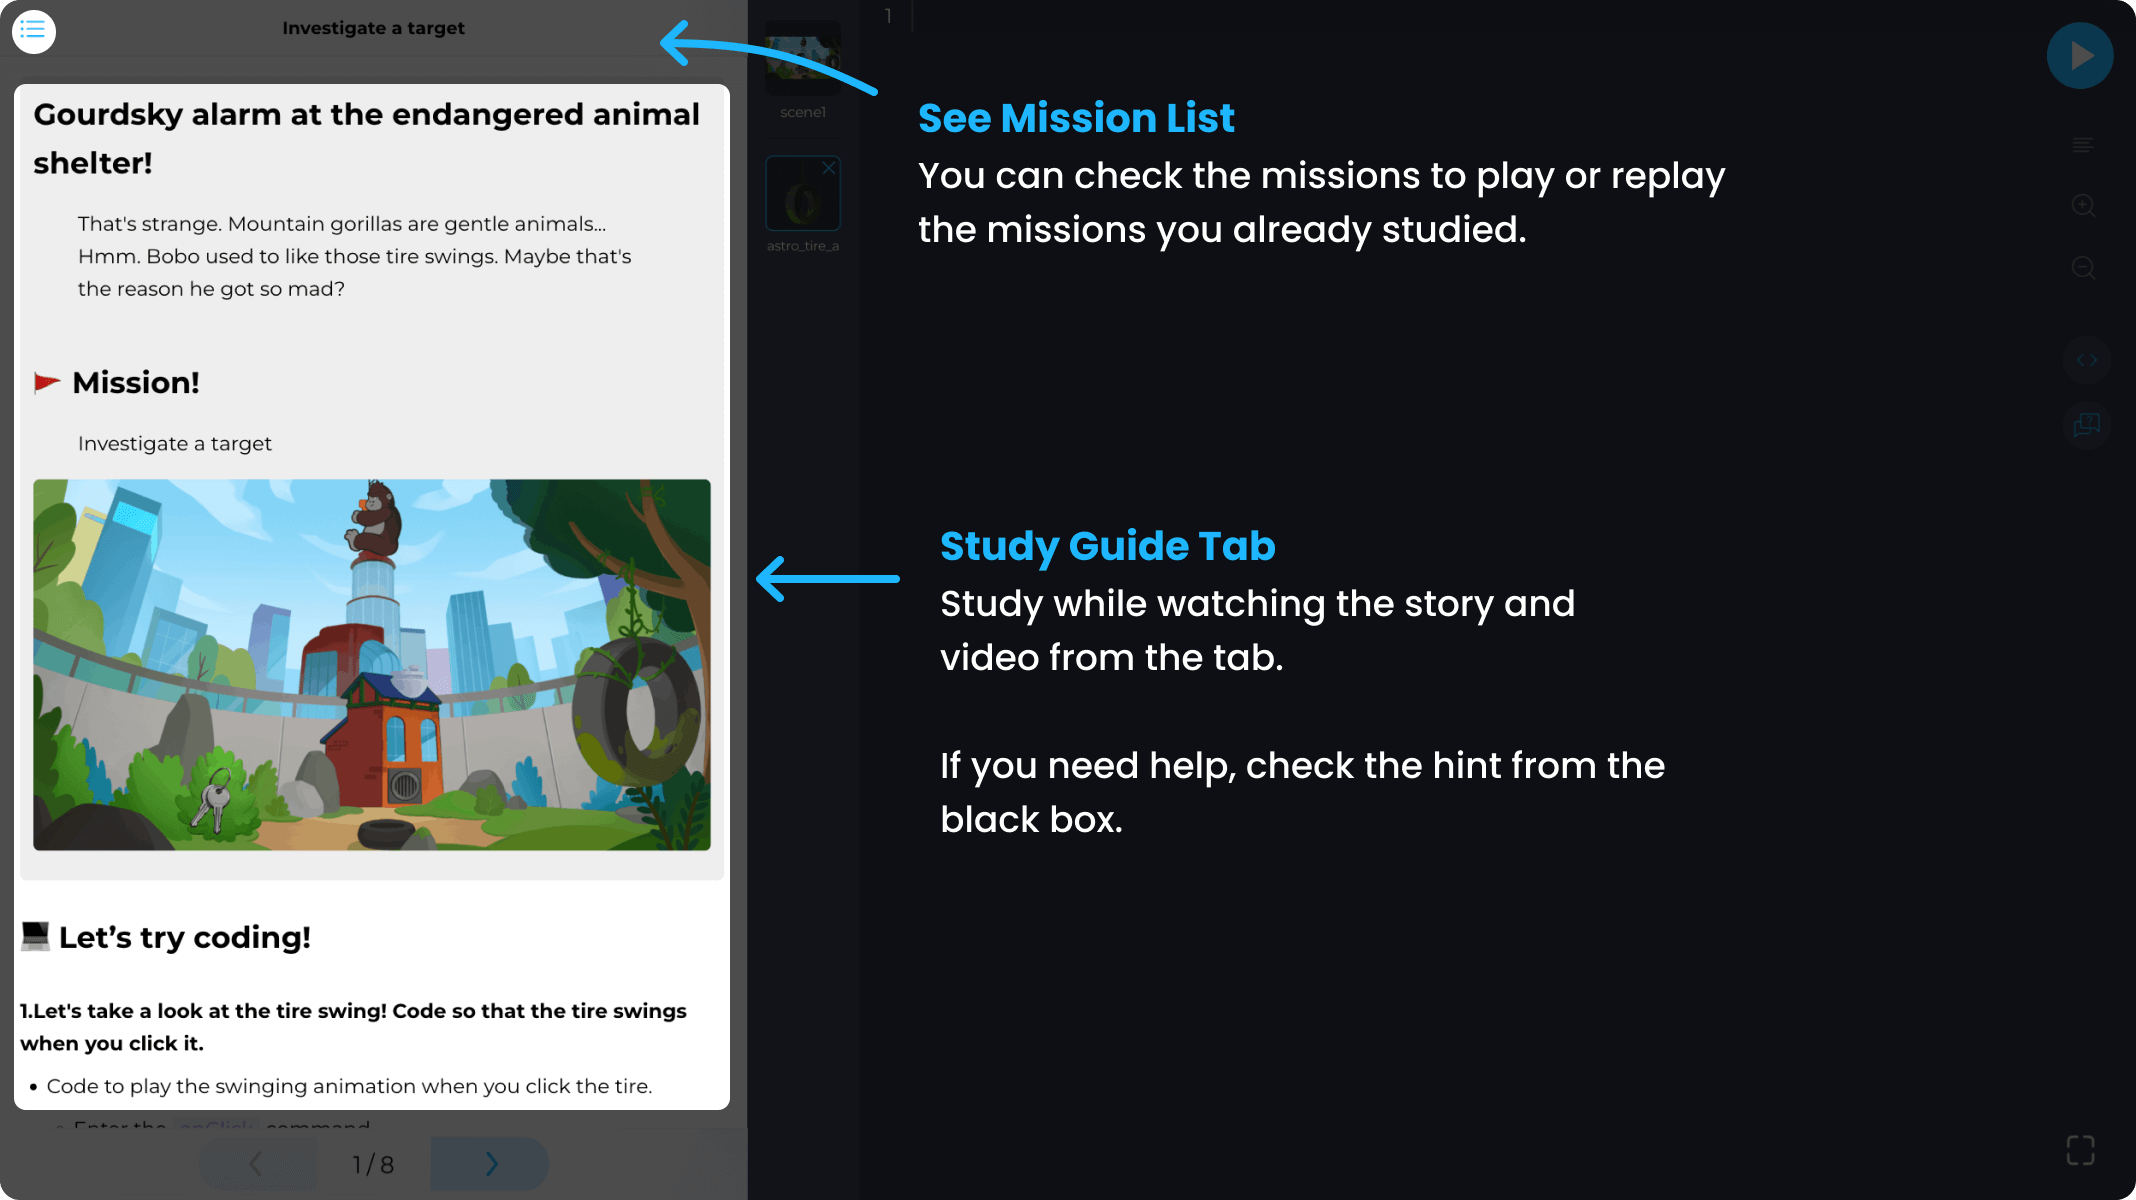 Investigate a target
Gourdsky alarm at the endangered animal
shelter!
That's strange. Mountain gorillas are gentle animals...
Hmm. Bobo used to like those tire swings. Maybe that's
the reason he got so mad?
Mission!
Investigate a target
Let’s try coding!
1.Let's take a look at the tire swing! Code so that the tire swings
when you click it.
• Code to play the swinging animation when you click the tire.
Enter the onClick command
1 / 8
scene1
astro_tire_a
1
See Mission List
You can check the missions to play or replay
the missions you already studied.
Study Guide Tab
Study while watching the story and
video from the tab.
If you need help, check the hint from the
black box.